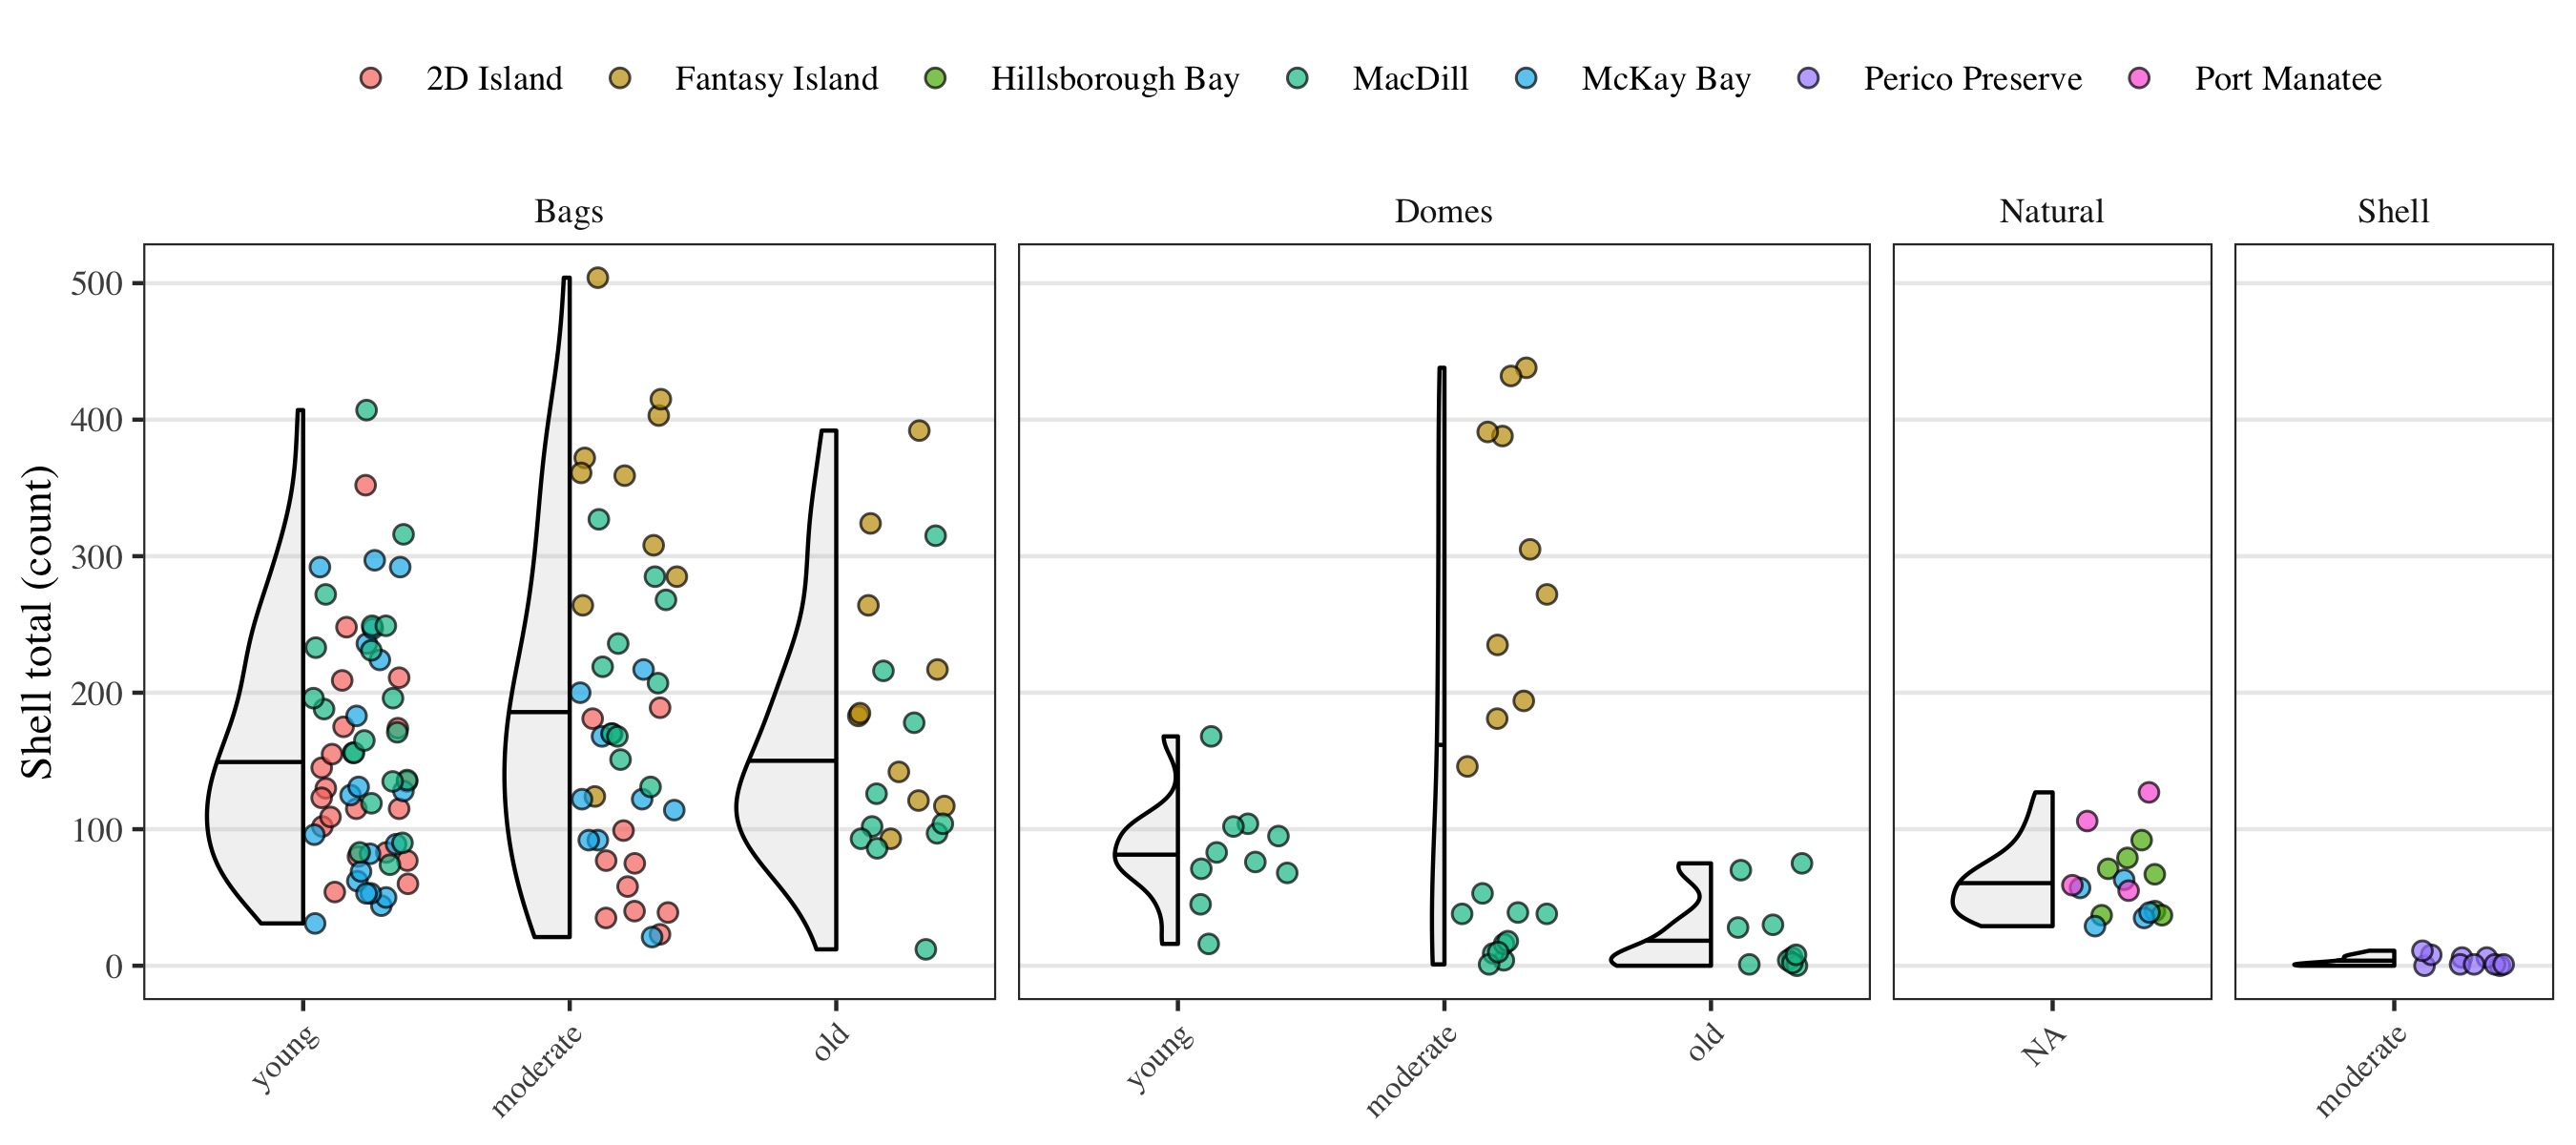 2D Island Fantasy Island Hillsborough Bay MacDill McKay Bay Perico Preserve Port Manatee
Bags Domes Natural Shell
Shell total (count)
500
400
300
200
100
0
young moderate old young moderate old NA moderate